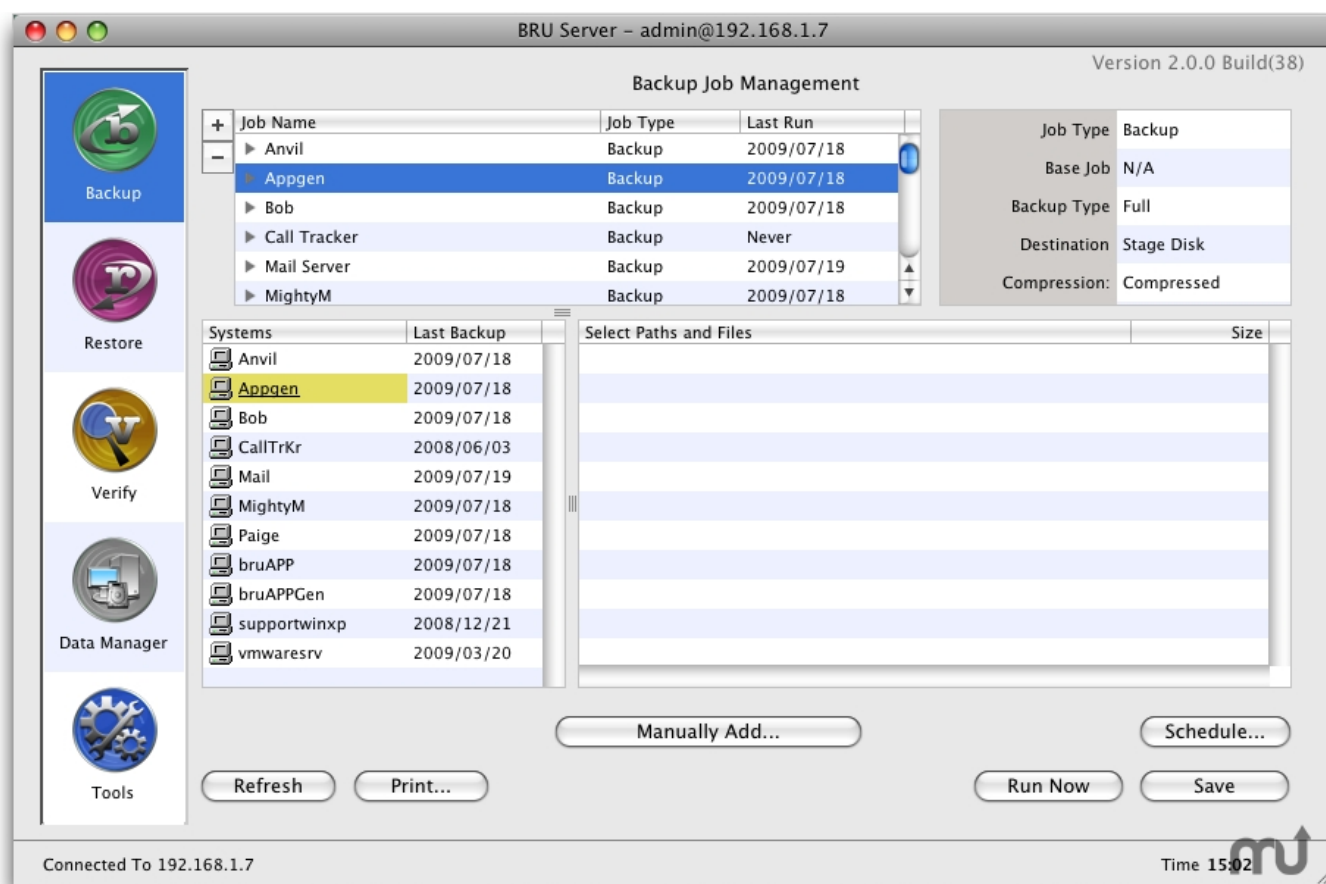 BRU Server – admin@192.168.1.7
Version 2.0.0 Build(38)
Backup Job Management
b
Backup
r
Restore
v
Verify
Data Manager
Tools
+
−
Job Name Job Type Last Run
Anvil Backup 2009/07/18
Appgen Backup 2009/07/18
Bob Backup 2009/07/18
Call Tracker Backup Never
Mail Server Backup 2009/07/19
MightyM Backup 2009/07/18
Job Type Backup
Base Job N/A
Backup Type Full
Destination Stage Disk
Compression: Compressed
Systems Last Backup
Anvil 2009/07/18
Appgen 2009/07/18
Bob 2009/07/18
CallTrKr 2008/06/03
Mail 2009/07/19
MightyM 2009/07/18
Paige 2009/07/18
bruAPP 2009/07/18
bruAPPGen 2009/07/18
supportwinxp 2008/12/21
vmwaresrv 2009/03/20
Select Paths and Files Size
Manually Add...
Schedule...
Refresh
Print...
Run Now
Save
Connected To 192.168.1.7
Time 15:02
mu